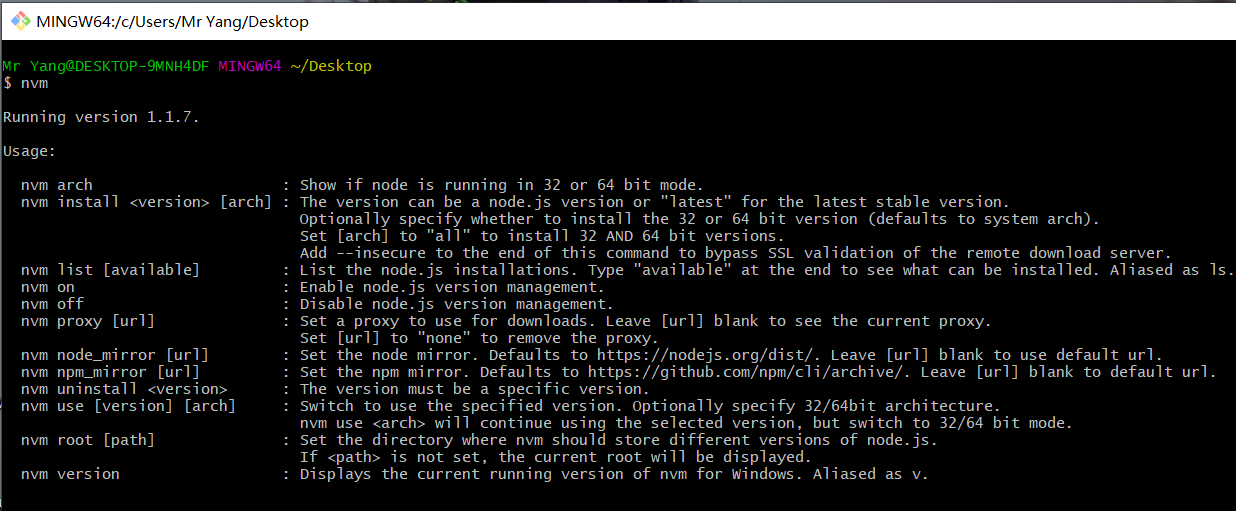 MINGW64:/c/Users/Mr Yang/Desktop
Mr Yang@DESKTOP-9MNH4DF MINGW64 ~/Desktop
$ nvm
Running version 1.1.7.
Usage:
nvm arch : Show if node is running in 32 or 64 bit mode.
nvm install <version> [arch] : The version can be a node.js version or "latest" for the latest stable version.
Optionally specify whether to install the 32 or 64 bit version (defaults to system arch).
Set [arch] to "all" to install 32 AND 64 bit versions.
Add --insecure to the end of this command to bypass SSL validation of the remote download server.
nvm list [available] : List the node.js installations. Type "available" at the end to see what can be installed. Aliased as ls.
nvm on : Enable node.js version management.
nvm off : Disable node.js version management.
nvm proxy [url] : Set a proxy to use for downloads. Leave [url] blank to see the current proxy.
Set [url] to "none" to remove the proxy.
nvm node_mirror [url] : Set the node mirror. Defaults to https://nodejs.org/dist/. Leave [url] blank to use default url.
nvm npm_mirror [url] : Set the npm mirror. Defaults to https://github.com/npm/cli/archive/. Leave [url] blank to default url.
nvm uninstall <version> : The version must be a specific version.
nvm use [version] [arch] : Switch to use the specified version. Optionally specify 32/64bit architecture.
nvm use <arch> will continue using the selected version, but switch to 32/64 bit mode.
nvm root [path] : Set the directory where nvm should store different versions of node.js.
If <path> is not set, the current root will be displayed.
nvm version : Displays the current running version of nvm for Windows. Aliased as v.